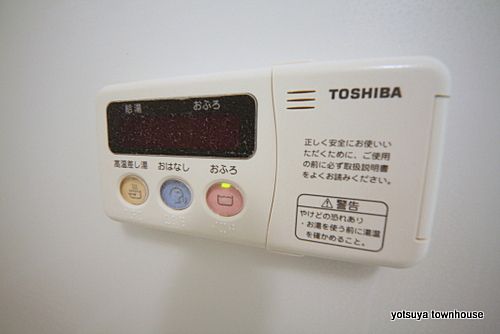 給湯 おふろ
高温差し湯 おはなし おふろ
TOSHIBA
正しく安全にお使いい
ただくために、ご使用
の前に必ず取扱説明書
をよくお読みください。
⚠警告
やけどの恐れあり
・お湯を使う前に湯温
を確かめること。
yotsuya townhouse